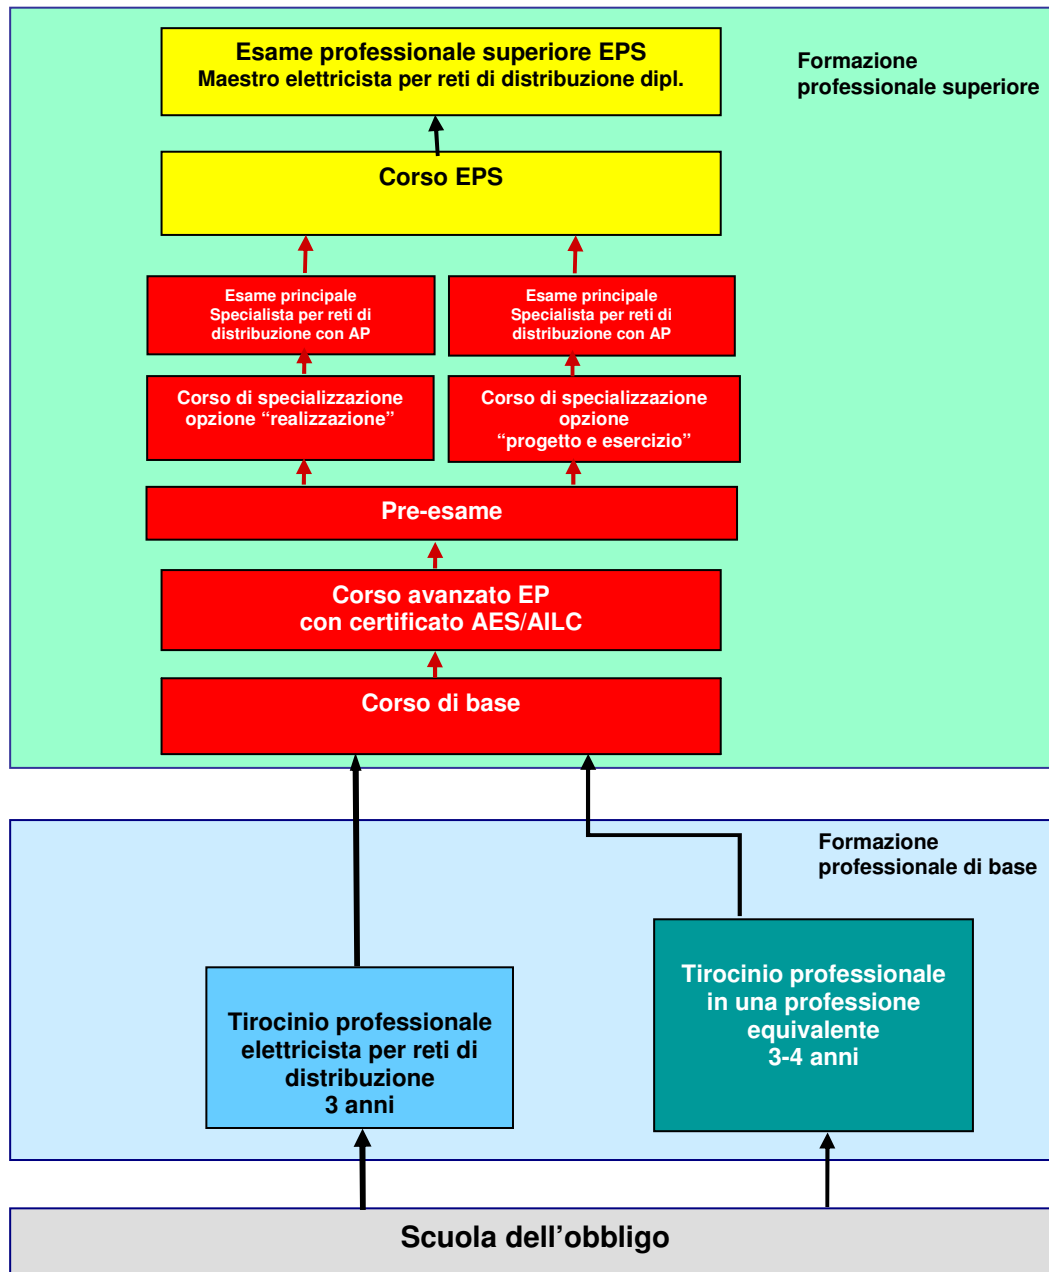 Esame professionale superiore EPS
Maestro elettricista per reti di distribuzione dipl.
Formazione
professionale superiore
Corso EPS
Esame principale
Specialista per reti di
distribuzione con AP
Esame principale
Specialista per reti di
distribuzione con AP
Corso di specializzazione
opzione “realizzazione”
Corso di specializzazione
opzione
“progetto e esercizio”
Pre-esame
Corso avanzato EP
con certificato AES/AILC
Corso di base
Formazione
professionale di base
Tirocinio professionale
elettricista per reti di
distribuzione
3 anni
Tirocinio professionale
in una professione
equivalente
3-4 anni
Scuola dell’obbligo